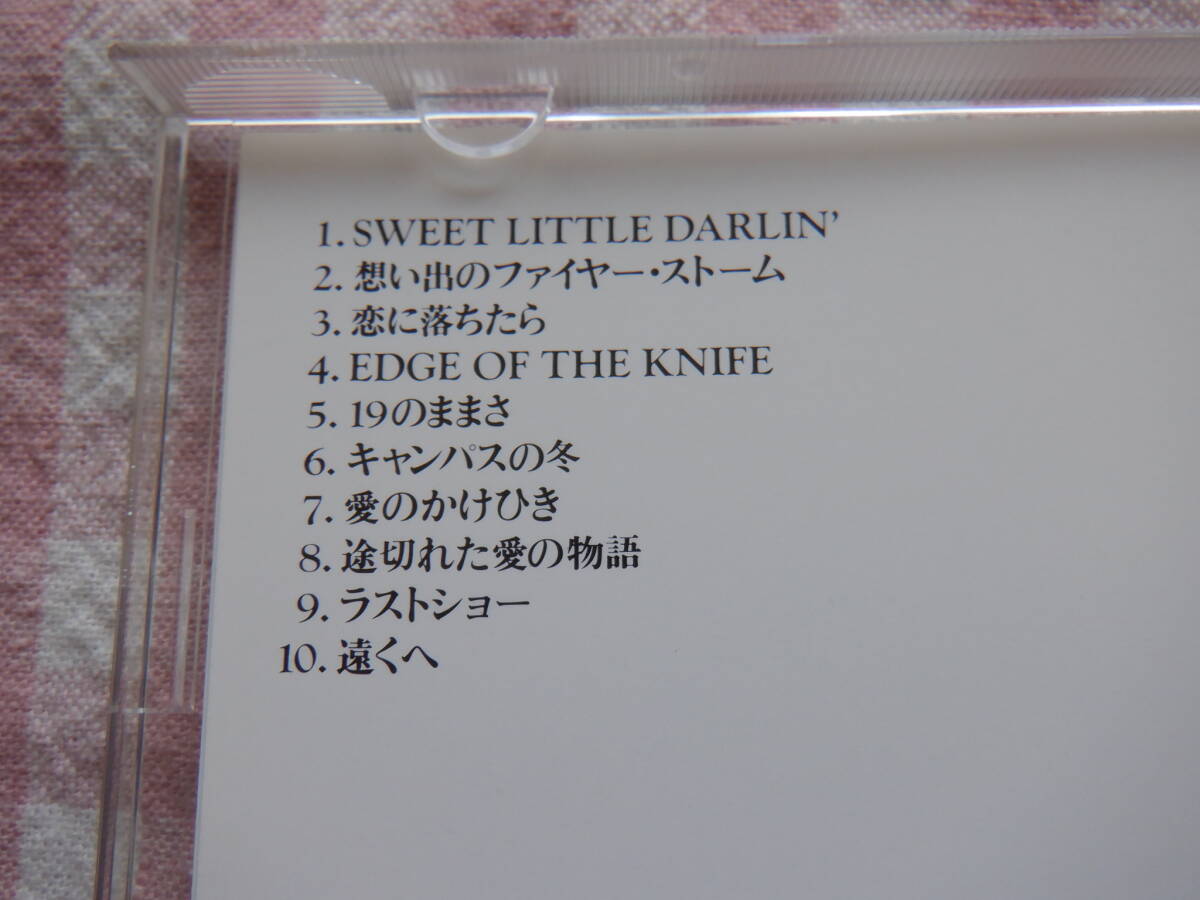 1. SWEET LITTLE DARLIN’
2. 想い出のファイヤー・ストーム
3. 恋に落ちたら
4. EDGE OF THE KNIFE
5. 19のままさ
6. キャンパスの冬
7. 愛のかけひき
8. 途切れた愛の物語
9. ラストショー
10. 遠くへ